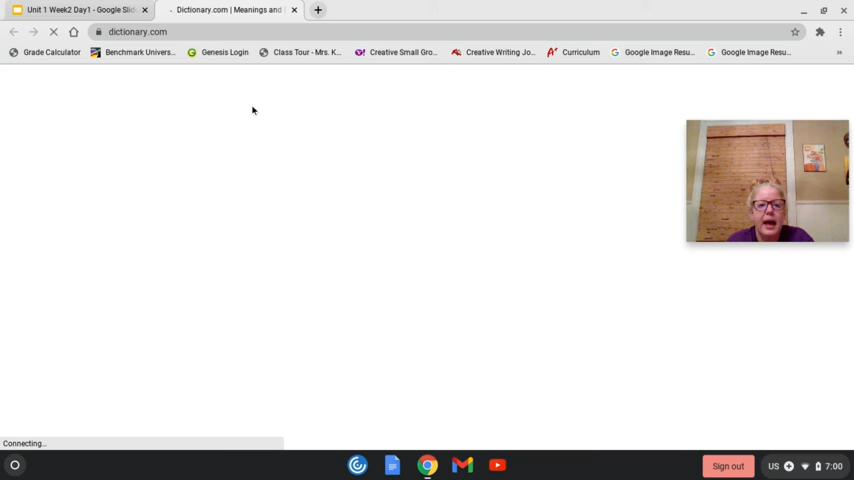 Unit 1 Week2 Day1 - Google Slid
Dictionary.com | Meanings and
dictionary.com
Grade Calculator
Benchmark Univers...
Genesis Login
Class Tour - Mrs. K...
Creative Small Gro...
Creative Writing Jo...
Curriculum
Google Image Resu...
Google Image Resu...
Connecting...
Sign out
US
7:00